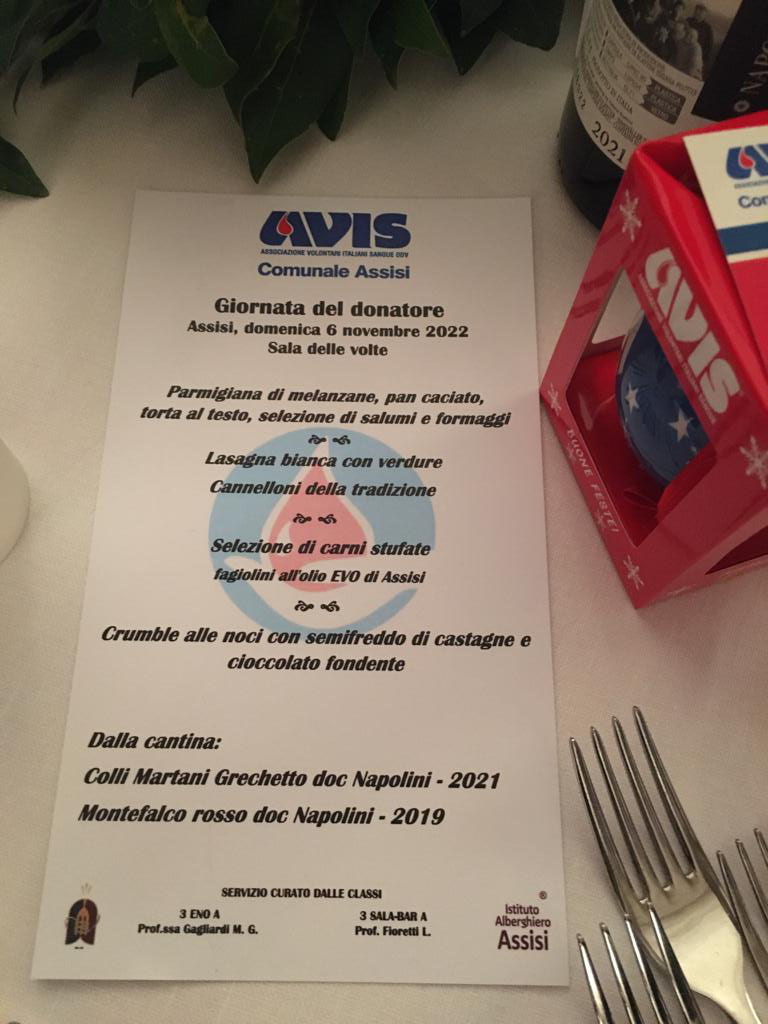 AVIS
ASSOCIAZIONE VOLONTARI ITALIANI SANGUE ODV
Comunale Assisi
Giornata del donatore
Assisi, domenica 6 novembre 2022
Sala delle volte
Parmigiana di melanzane, pan caciato,
torta al testo, selezione di salumi e formaggi
Lasagna bianca con verdure
Cannelloni della tradizione
Selezione di carni stufate
fagiolini all'olio EVO di Assisi
Crumble alle noci con semifreddo di castagne e
cioccolato fondente
Dalla cantina:
Colli Martani Grechetto doc Napolini - 2021
Montefalco rosso doc Napolini - 2019
SERVIZIO CURATO DALLE CLASSI
3 ENO A
Prof.ssa Gagliardi M. G.
3 SALA-BAR A
Prof. Fioretti L.
®
Istituto
Alberghiero
Assisi
2021
AVIS
BUONE FESTE!